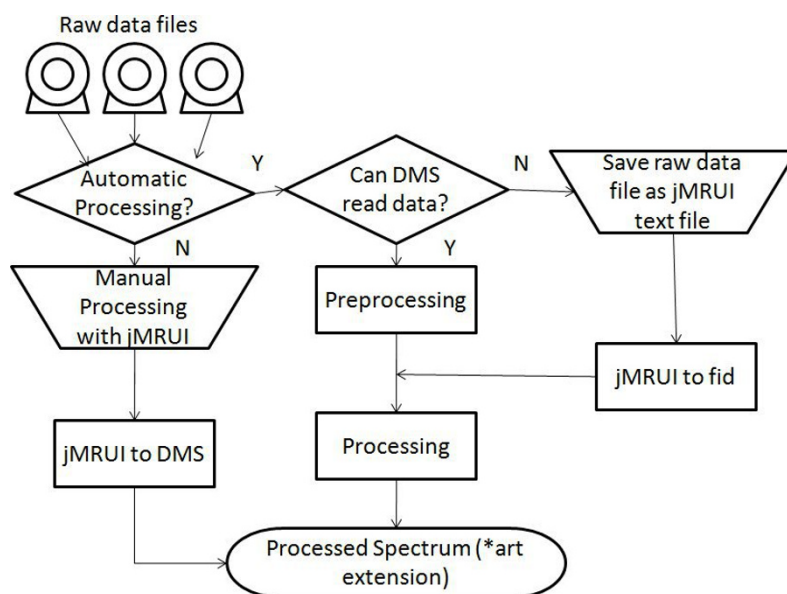 Raw data files
Automatic
Processing?
Y
Can DMS
read data?
N
Save raw data
file as jMRUI
text file
N
Y
Manual
Processing
with jMRUI
Preprocessing
jMRUI to fid
jMRUI to DMS
Processing
Processed Spectrum (*art
extension)